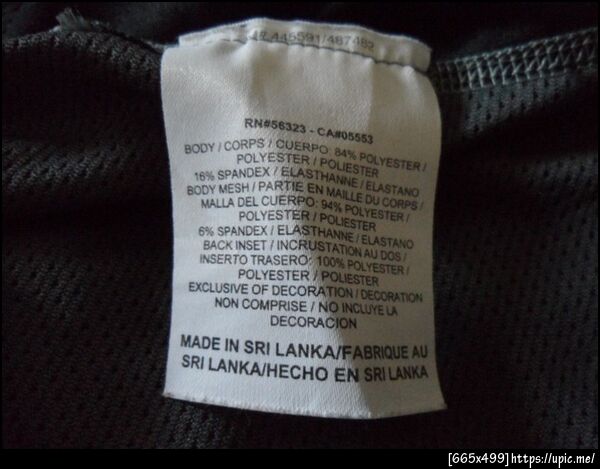 445591/487482
RN#56323 - CA#05553
BODY / CORPS / CUERPO: 84% POLYESTER /
POLYESTER / POLIESTER
16% SPANDEX / ELASTHANNE / ELASTANO
BODY MESH / PARTIE EN MAILLE DU CORPS /
MALLA DEL CUERPO: 94% POLYESTER /
POLYESTER / POLIESTER
6% SPANDEX / ELASTHANNE / ELASTANO
BACK INSET / INCRUSTATION AU DOS /
INSERTO TRASERO: 100% POLYESTER /
POLYESTER / POLIESTER
EXCLUSIVE OF DECORATION / DECORATION
NON COMPRISE / NO INCLUYE LA
DECORACION
MADE IN SRI LANKA/FABRIQUE AU
SRI LANKA/HECHO EN SRI LANKA
[665x499]https://upic.me/